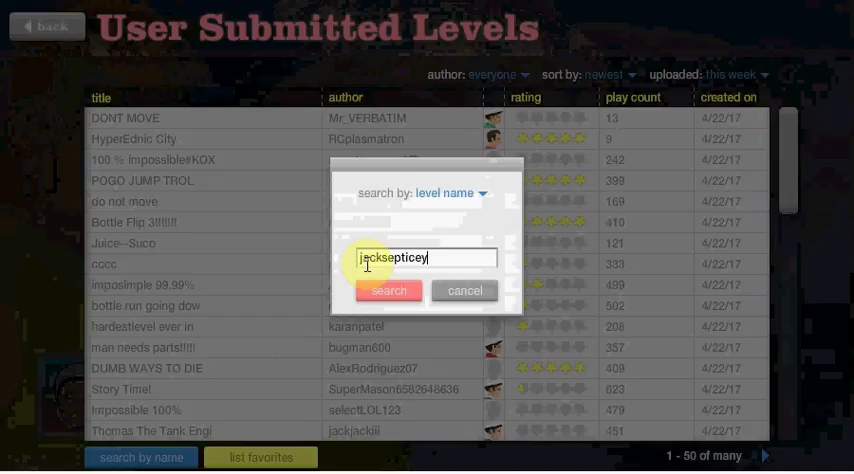 back User Submitted Levels
author: everyone sort by: newest uploaded: this week
title author rating play count created on
DONT MOVE Mr_VERBATIM 13 4/22/17
HyperEdnic City RCplasmatron 9 4/22/17
100 % impossible#KOX 242 4/22/17
POGO JUMP TROL 399 4/22/17
search by: level name
do not move 169 4/22/17
Bottle Flip 3!!!!!!! 410 4/22/17
Juice--Suco 121 4/22/17
jacksepticey
cccc 333 4/22/17
imposimple 99.99% 499 4/22/17
search cancel
bottle run going dow 502 4/22/17
hardestlevel ever in karanpatel 208 4/22/17
man needs parts!!!!! bugman600 357 4/22/17
DUMB WAYS TO DIE AlexRodriguez07 409 4/22/17
Story Time! SuperMason6582648636 623 4/22/17
Impossible 100% selectLOL123 479 4/22/17
Thomas The Tank Engi jackjackiii 451 4/22/17
search by name list favorites 1 - 50 of many